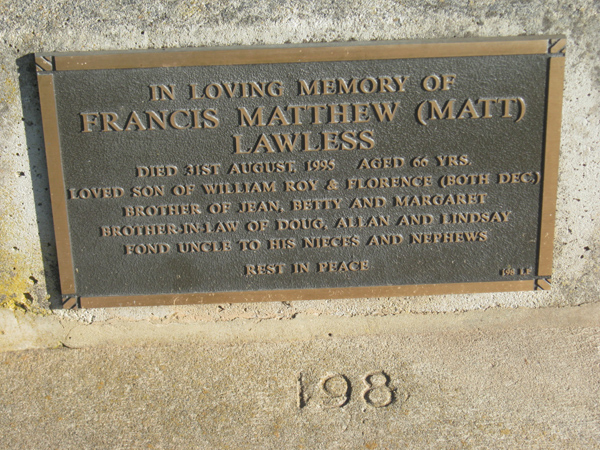 IN LOVING MEMORY OF
FRANCIS MATTHEW (MATT)
LAWLESS
DIED 31ST AUGUST, 1995 AGED 66 YRS.
LOVED SON OF WILLIAM ROY & FLORENCE (BOTH DEC)
BROTHER OF JEAN, BETTY AND MARGARET
BROTHER-IN-LAW OF DOUG, ALLAN AND LINDSAY
FOND UNCLE TO HIS NIECES AND NEPHEWS
REST IN PEACE
198